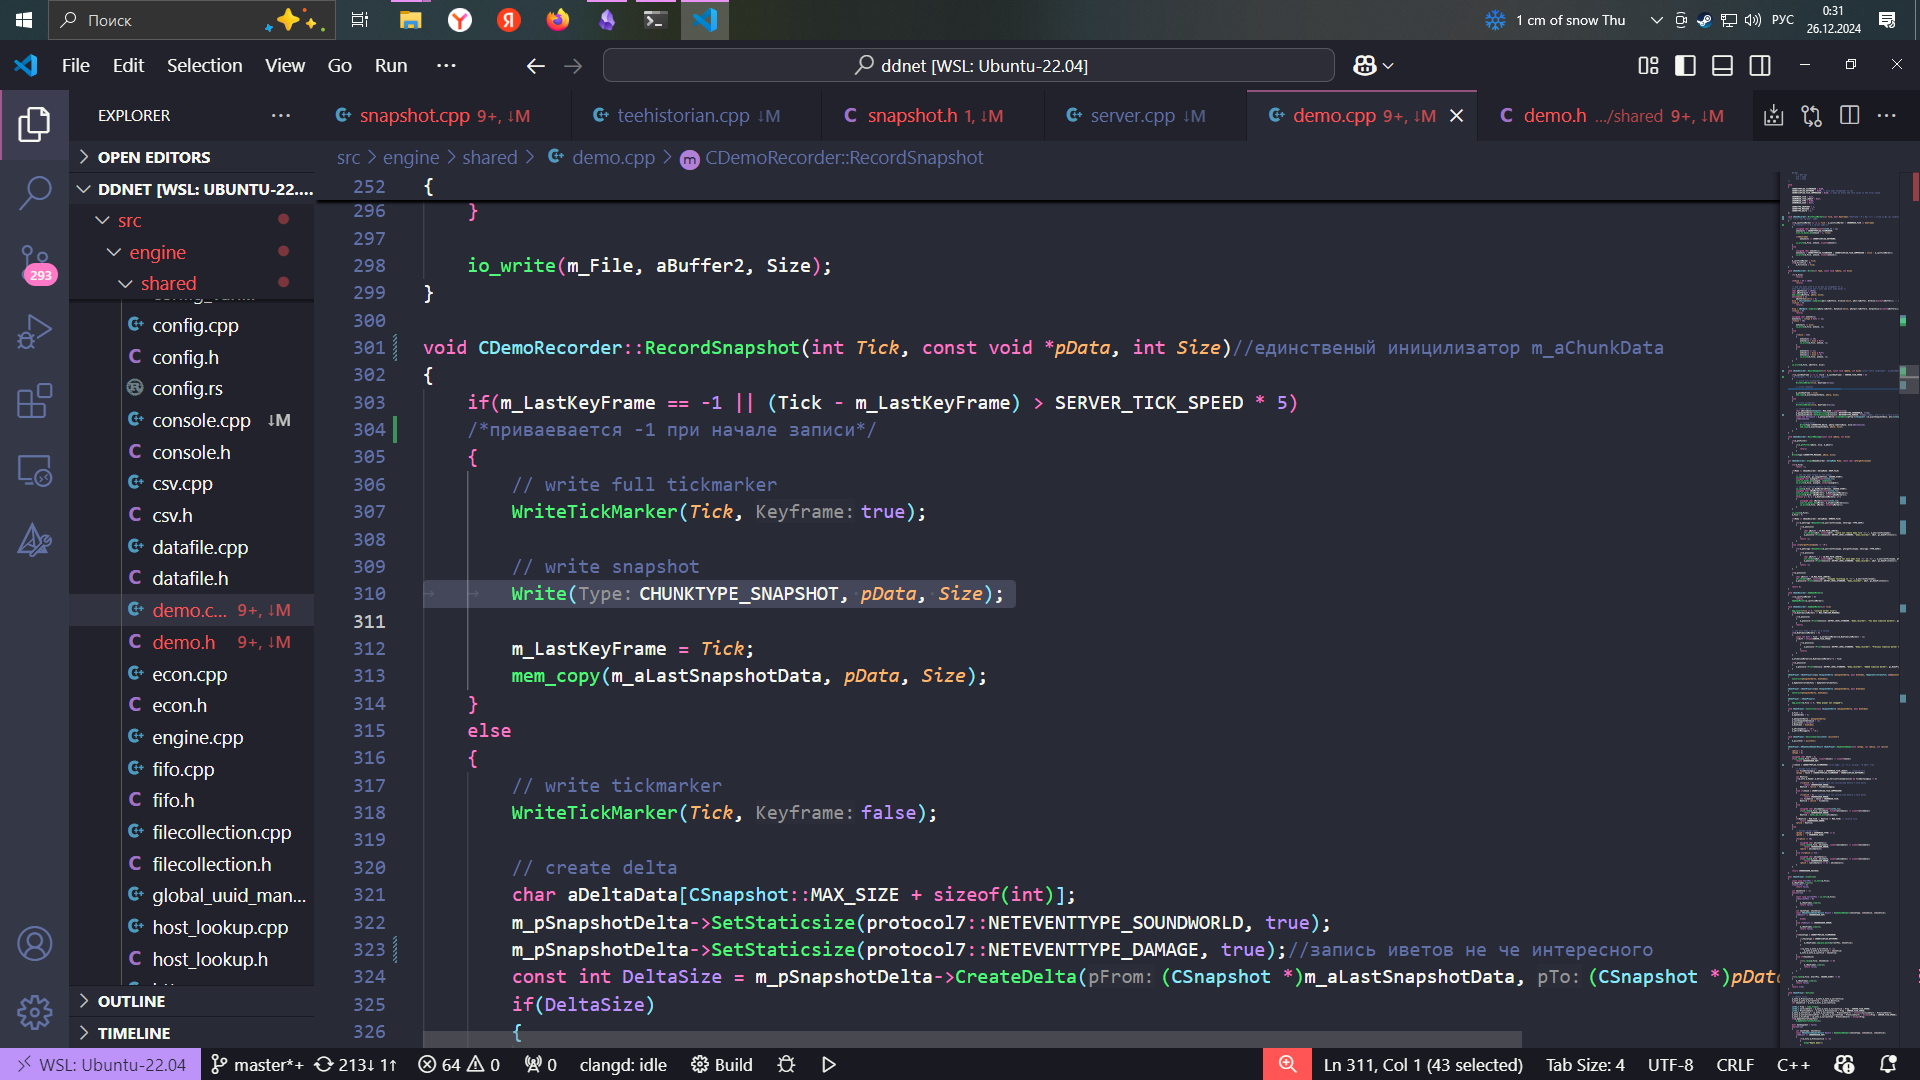 Поиск
1 cm of snow Thu
РУС
0:31
26.12.2024
File Edit Selection View Go Run ···
ddnet [WSL: Ubuntu-22.04]
EXPLORER ···
snapshot.cpp 9+, ↓M
teehistorian.cpp ↓M
snapshot.h 1, ↓M
server.cpp ↓M
demo.cpp 9+, ↓M
demo.h .../shared 9+, ↓M
OPEN EDITORS
DDNET [WSL: UBUNTU-22....
src
engine
shared
config.cpp
config.h
config.rs
console.cpp ↓M
console.h
csv.cpp
csv.h
datafile.cpp
datafile.h
demo.c... 9+, ↓M
demo.h 9+, ↓M
econ.cpp
econ.h
engine.cpp
fifo.cpp
fifo.h
filecollection.cpp
filecollection.h
global_uuid_man...
host_lookup.cpp
host_lookup.h
OUTLINE
TIMELINE
293
src > engine > shared > demo.cpp > CDemoRecorder::RecordSnapshot
252 {
296 }
297
298 io_write(m_File, aBuffer2, Size);
299 }
300
301 void CDemoRecorder::RecordSnapshot(int Tick, const void *pData, int Size)//единственый иницилизатор m_aChunkData
302 {
303 if(m_LastKeyFrame == -1 || (Tick - m_LastKeyFrame) > SERVER_TICK_SPEED * 5)
304 /*приваевается -1 при начале записи*/
305 {
306 // write full tickmarker
307 WriteTickMarker(Tick, Keyframe: true);
308
309 // write snapshot
310 Write(Type: CHUNKTYPE_SNAPSHOT, pData, Size);
311
312 m_LastKeyFrame = Tick;
313 mem_copy(m_aLastSnapshotData, pData, Size);
314 }
315 else
316 {
317 // write tickmarker
318 WriteTickMarker(Tick, Keyframe: false);
319
320 // create delta
321 char aDeltaData[CSnapshot::MAX_SIZE + sizeof(int)];
322 m_pSnapshotDelta->SetStaticsize(protocol7::NETEVENTTYPE_SOUNDWORLD, true);
323 m_pSnapshotDelta->SetStaticsize(protocol7::NETEVENTTYPE_DAMAGE, true);//запись иветов не че интересного
324 const int DeltaSize = m_pSnapshotDelta->CreateDelta(pFrom: (CSnapshot *)m_aLastSnapshotData, pTo: (CSnapshot *)pData
325 if(DeltaSize)
326 {
WSL: Ubuntu-22.04 master*+ 213↓ 1↑ 64 0 0 clangd: idle Build
Ln 311, Col 1 (43 selected) Tab Size: 4 UTF-8 CRLF C++